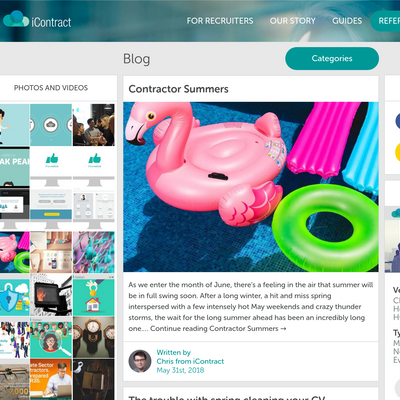 iContract
FOR RECRUITERS
OUR STORY
GUIDES
REFE
PHOTOS AND VIDEOS
Blog
Categories
Contractor Summers
As we enter the month of June, there's a feeling in the air that summer will
be in full swing soon. After a long winter, a hit and miss spring
interspersed with a few intensely hot May weekends and crazy thunder
storms, the wait for the long summer ahead has been an incredibly long
one.... Continue reading Contractor Summers →
Written by
Chris from iContract
May 31st, 2018
The trouble with spring cleaning your CV